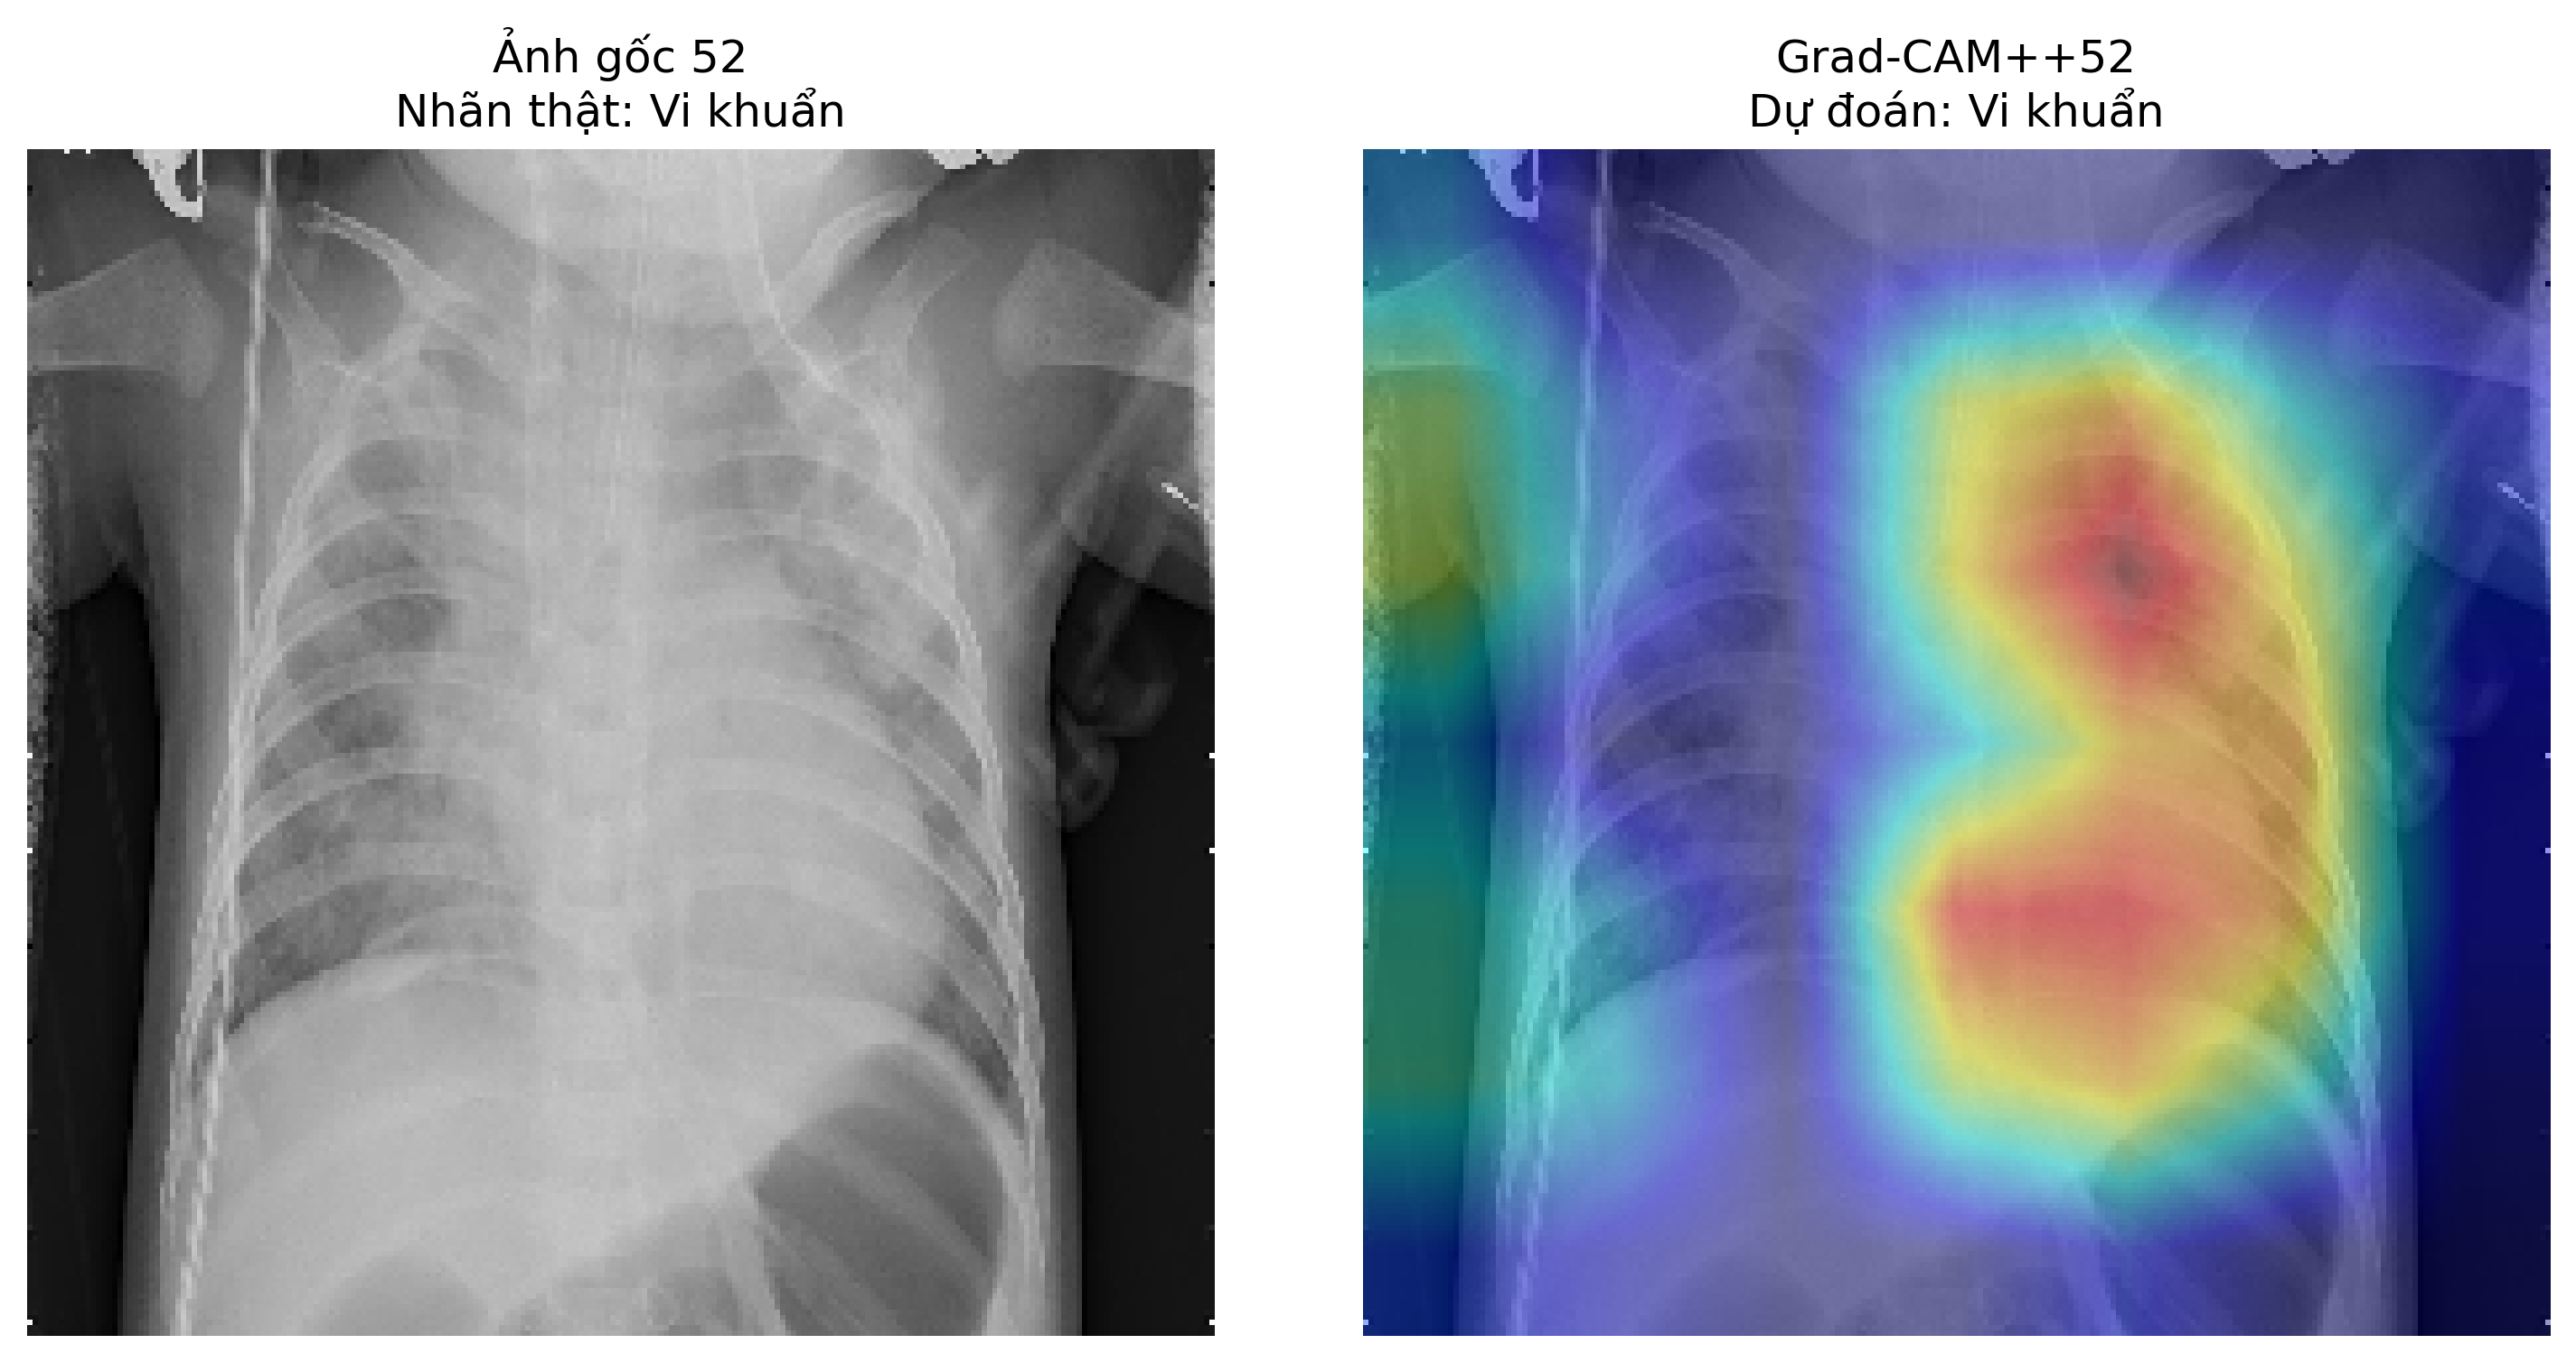 Ảnh gốc 52
Nhãn thật: Vi khuẩn
Grad-CAM++52
Dự đoán: Vi khuẩn